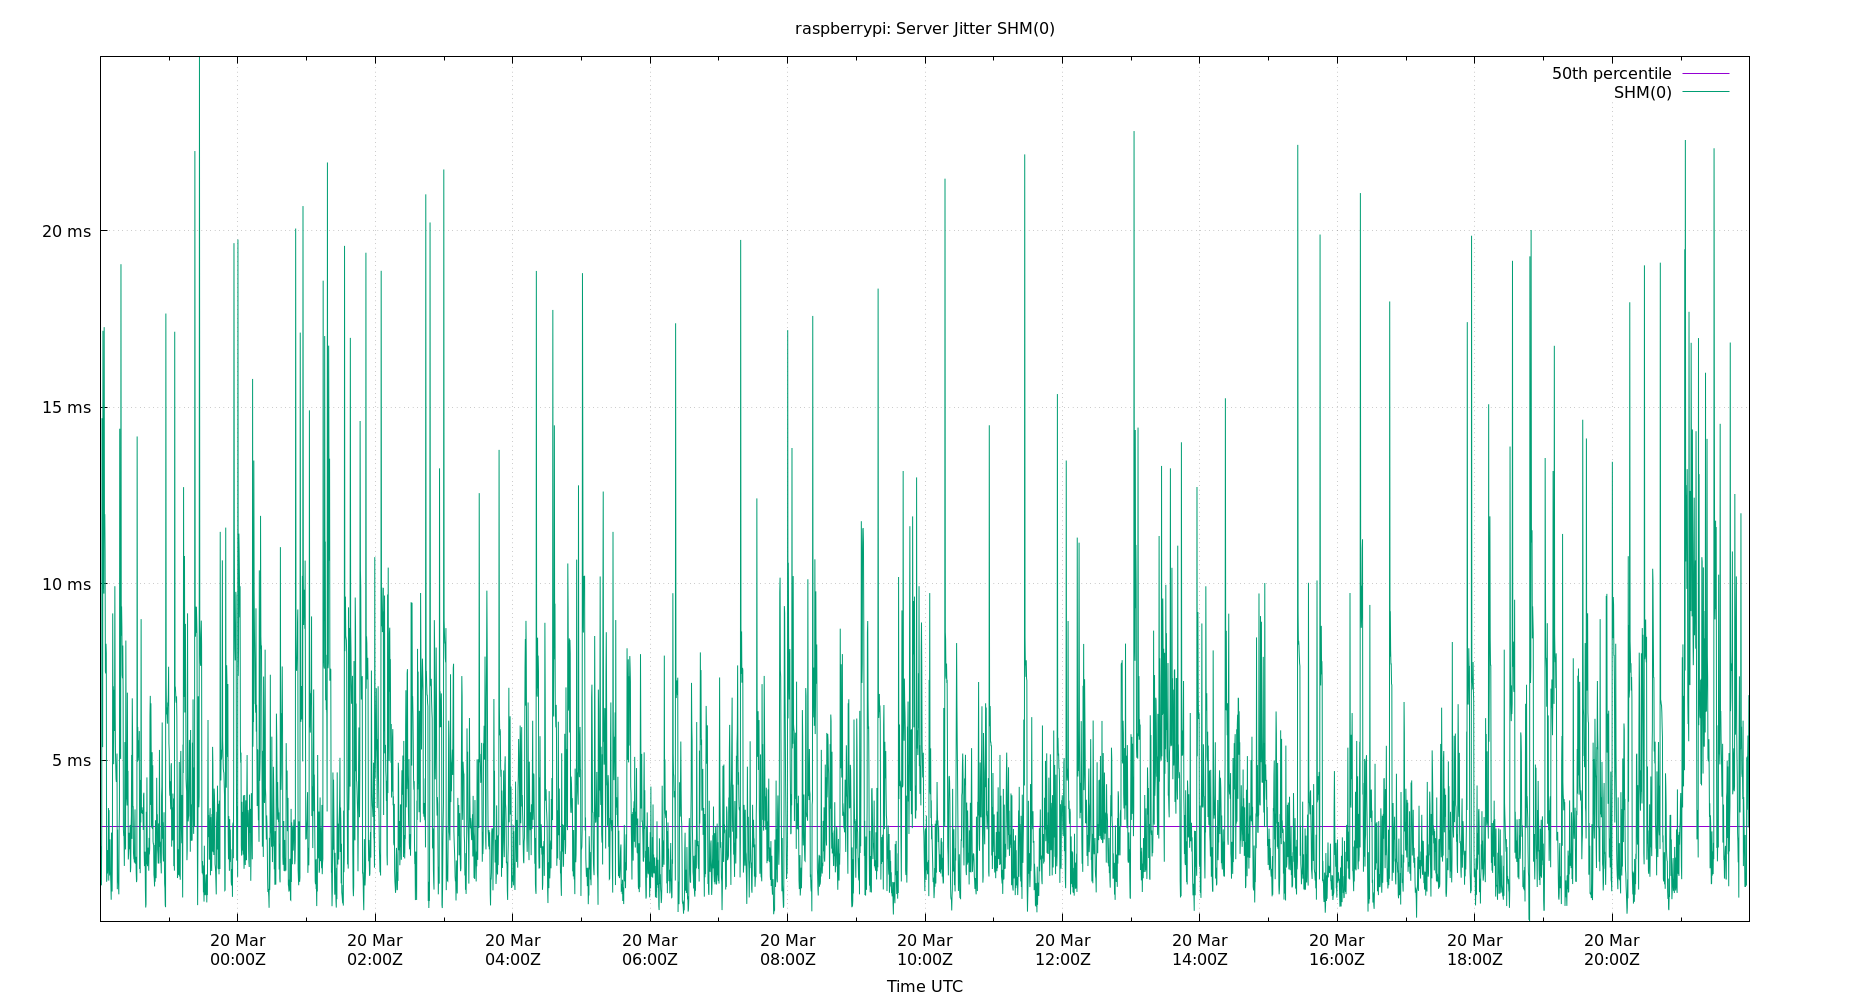 raspberrypi: Server Jitter SHM(0)
50th percentile
SHM(0)
20 ms
15 ms
10 ms
5 ms
20 Mar 20 Mar 20 Mar 20 Mar 20 Mar 20 Mar 20 Mar 20 Mar 20 Mar 20 Mar 20 Mar
00:00Z 02:00Z 04:00Z 06:00Z 08:00Z 10:00Z 12:00Z 14:00Z 16:00Z 18:00Z 20:00Z
Time UTC